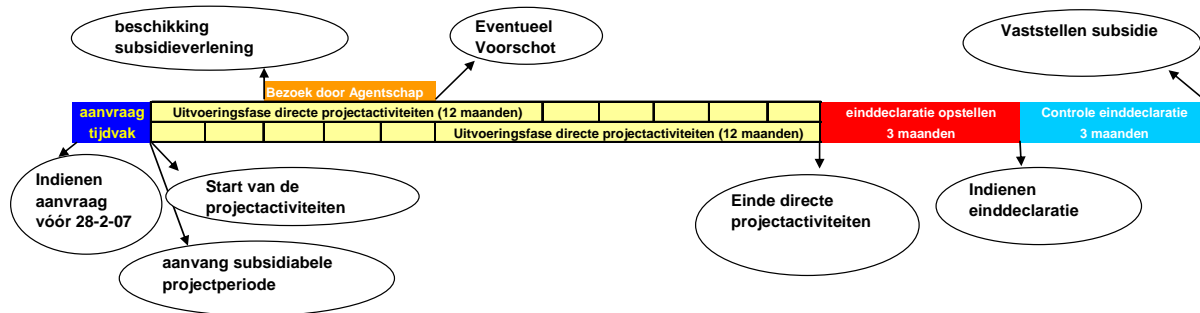 beschikking
subsidieverlening
Eventueel
Voorschot
Vaststellen subsidie
Bezoek door Agentschap
aanvraag
tijdvak
Uitvoeringsfase directe projectactiviteiten (12 maanden)
Uitvoeringsfase directe projectactiviteiten (12 maanden)
einddeclaratie opstellen
3 maanden
Controle einddeclaratie
3 maanden
Indienen
aanvraag
vóór 28-2-07
Start van de
projectactiviteiten
aanvang subsidiabele
projectperiode
Einde directe
projectactiviteiten
Indienen
einddeclaratie